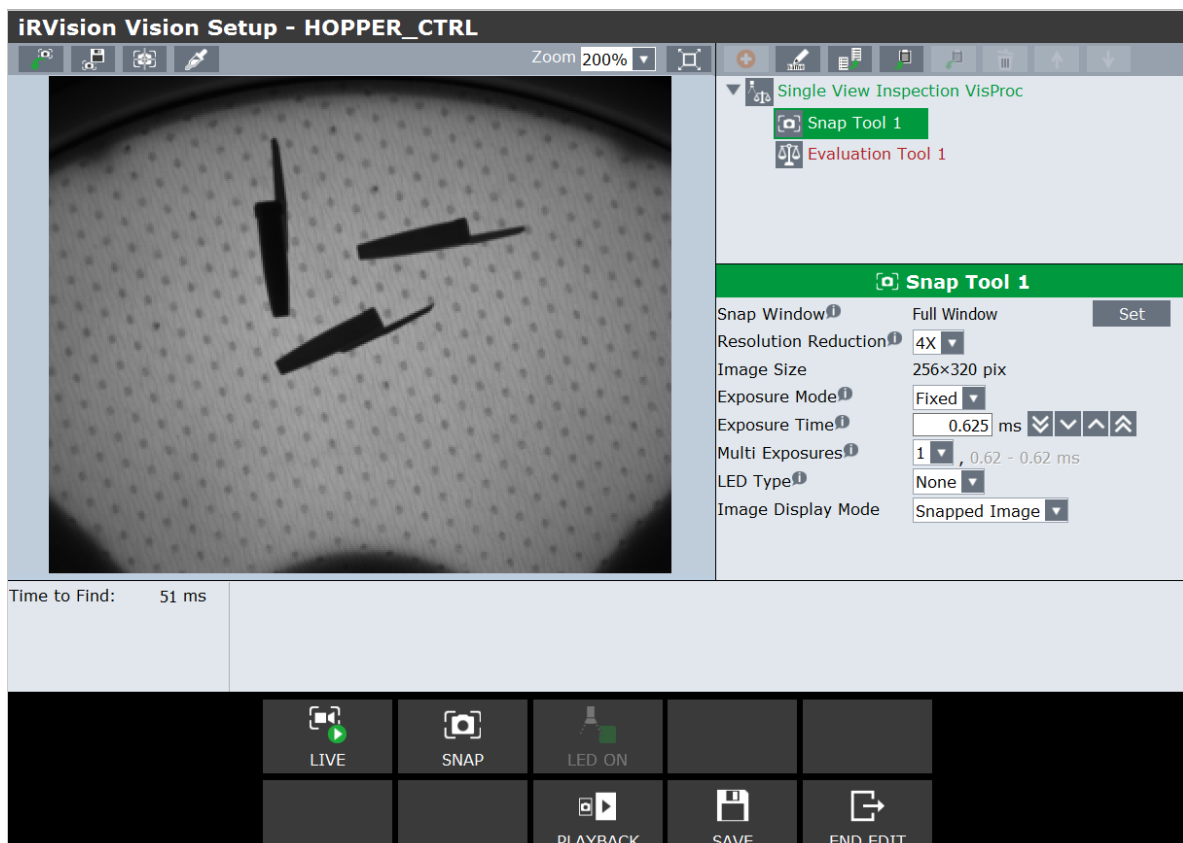 iRVision Vision Setup - HOPPER_CTRL
Zoom 200%
Single View Inspection VisProc
Snap Tool 1
Evaluation Tool 1
Snap Tool 1
Snap Window Full Window Set
Resolution Reduction 4X
Image Size 256×320 pix
Exposure Mode Fixed
Exposure Time 0.625 ms
Multi Exposures 1 , 0.62 - 0.62 ms
LED Type None
Image Display Mode Snapped Image
Time to Find: 51 ms
LIVE SNAP LED ON
PLAYBACK SAVE END EDIT